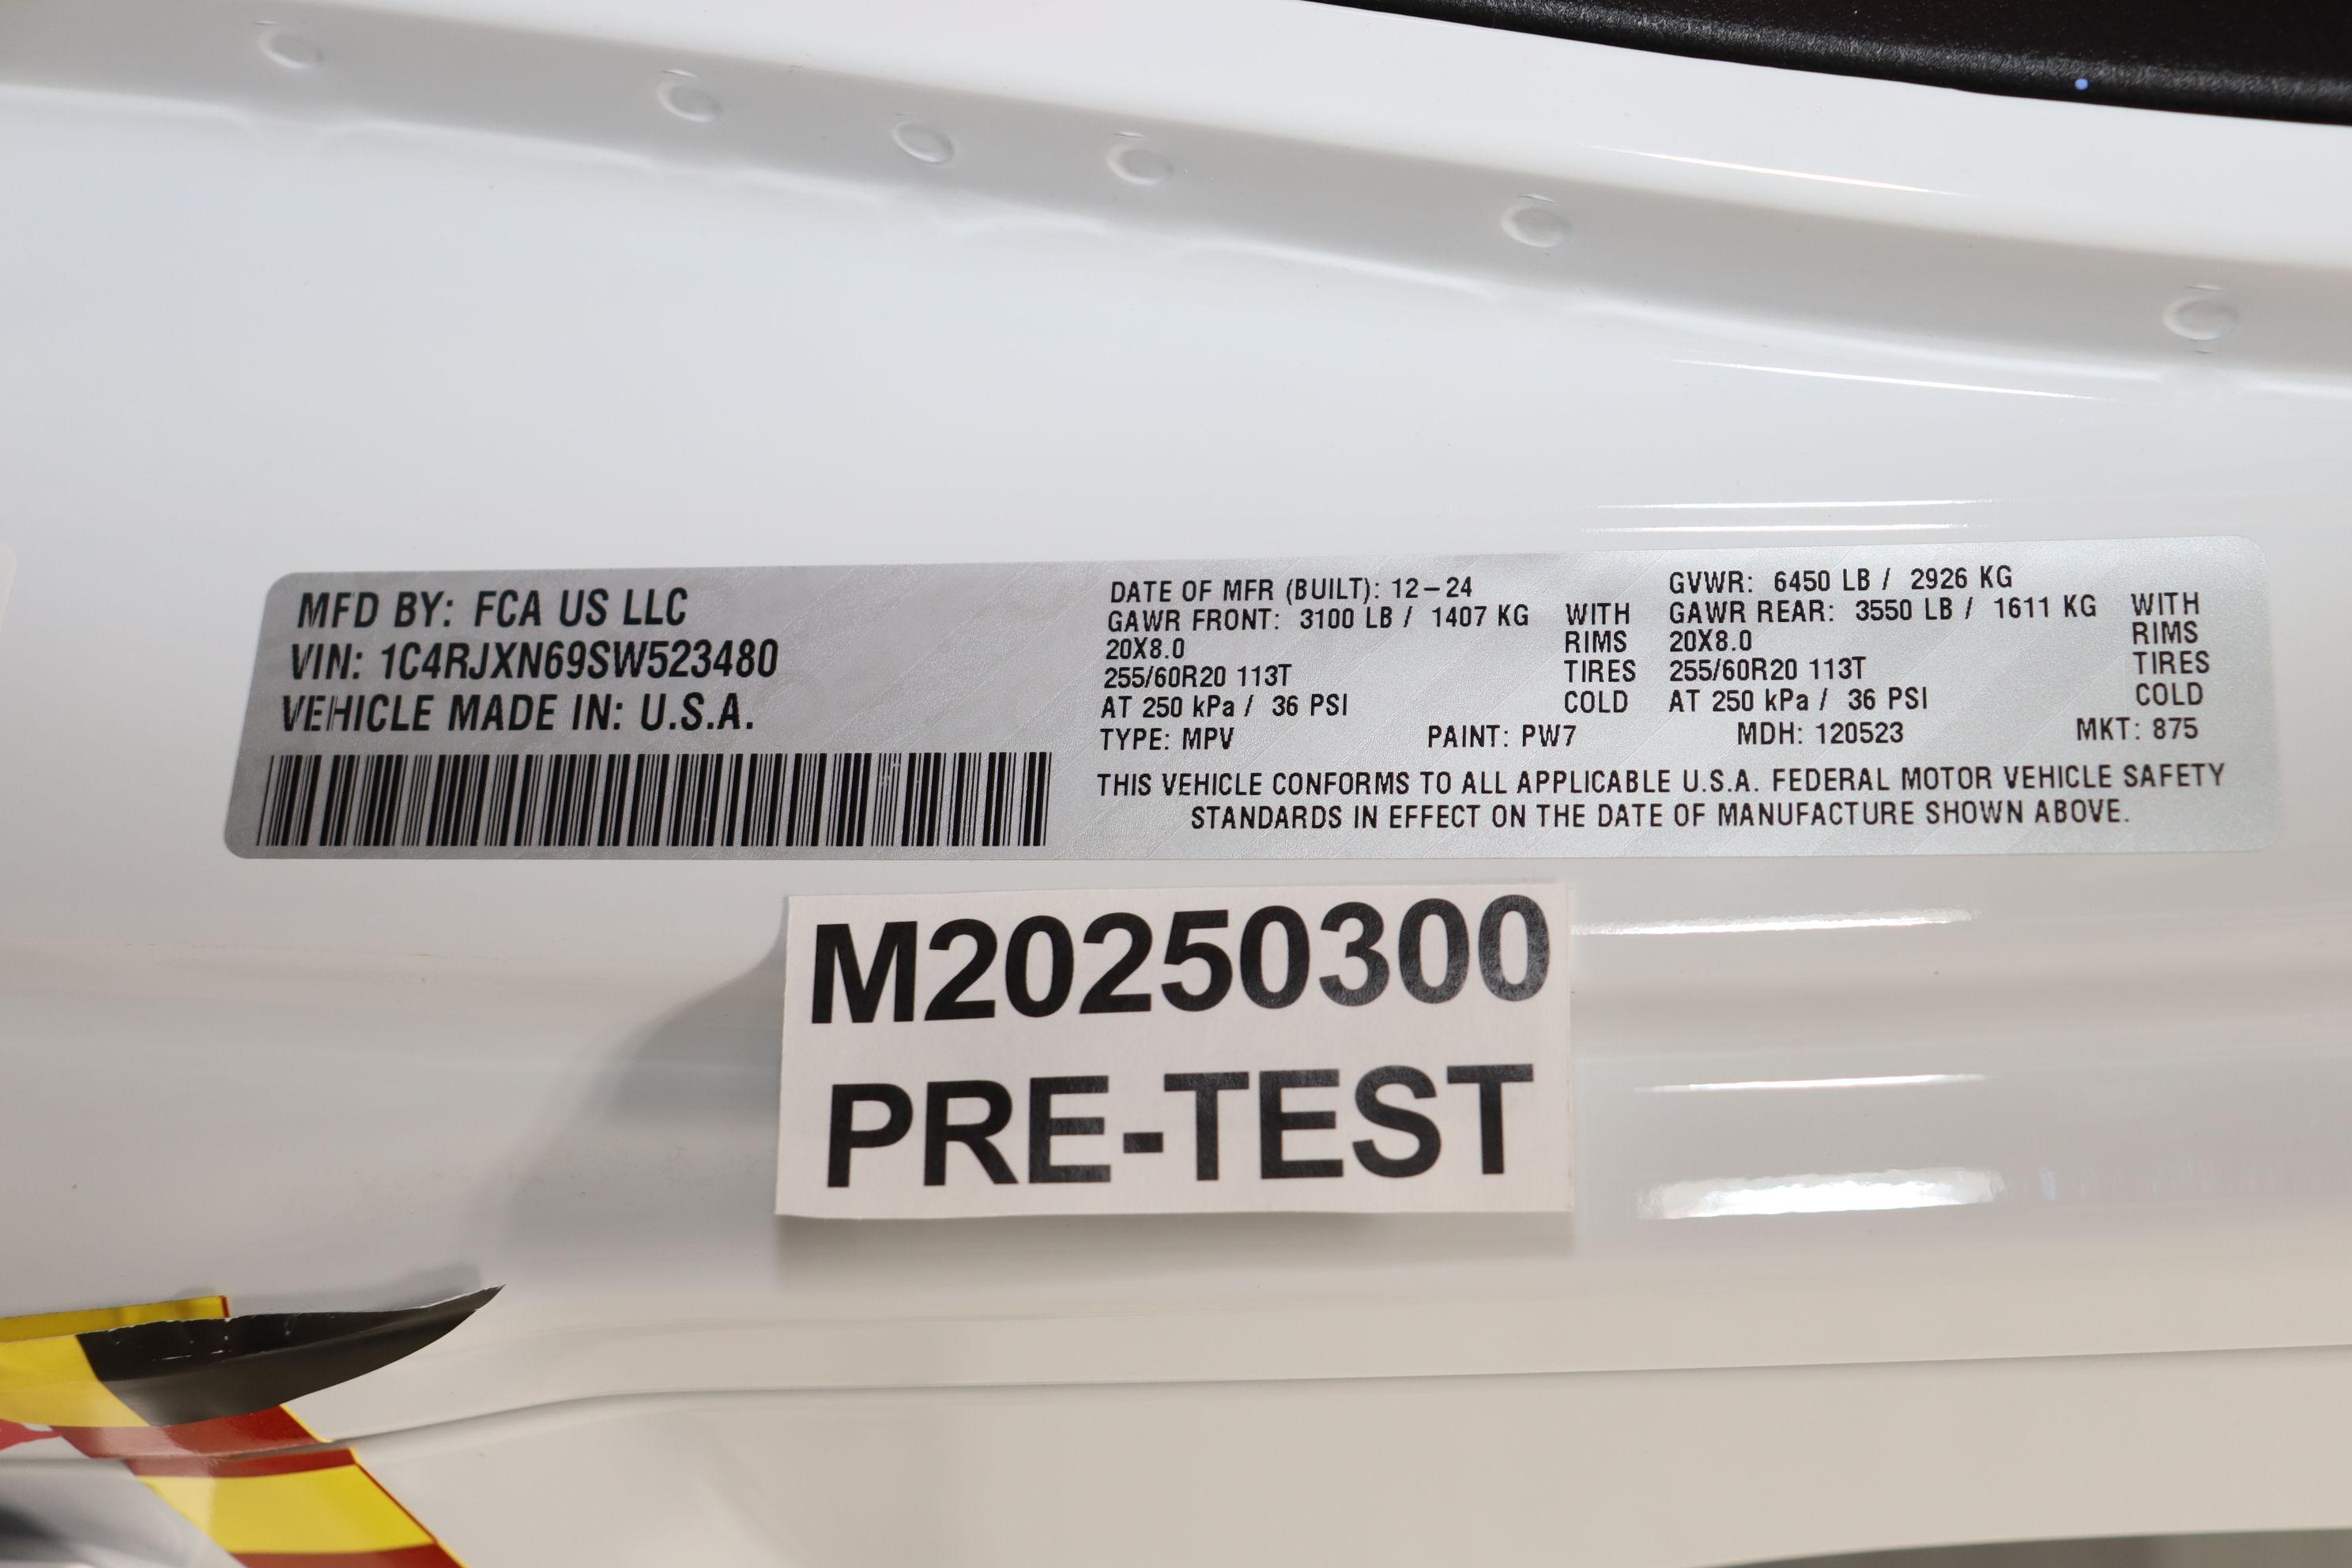 MFD BY: FCA US LLC
VIN: 1C4RJXN69SW523480
VEHICLE MADE IN: U.S.A.
DATE OF MFR (BUILT): 12-24
GVWR: 6450 LB / 2926 KG
GAWR FRONT: 3100 LB / 1407 KG WITH
20X8.0 RIMS
255/60R20 113T TIRES
AT 250 kPa / 36 PSI COLD
GAWR REAR: 3550 LB / 1611 KG WITH
20X8.0 RIMS
255/60R20 113T TIRES
AT 250 kPa / 36 PSI COLD
TYPE: MPV PAINT: PW7 MDH: 120523 MKT: 875
THIS VEHICLE CONFORMS TO ALL APPLICABLE U.S.A. FEDERAL MOTOR VEHICLE SAFETY
STANDARDS IN EFFECT ON THE DATE OF MANUFACTURE SHOWN ABOVE.
M20250300
PRE-TEST